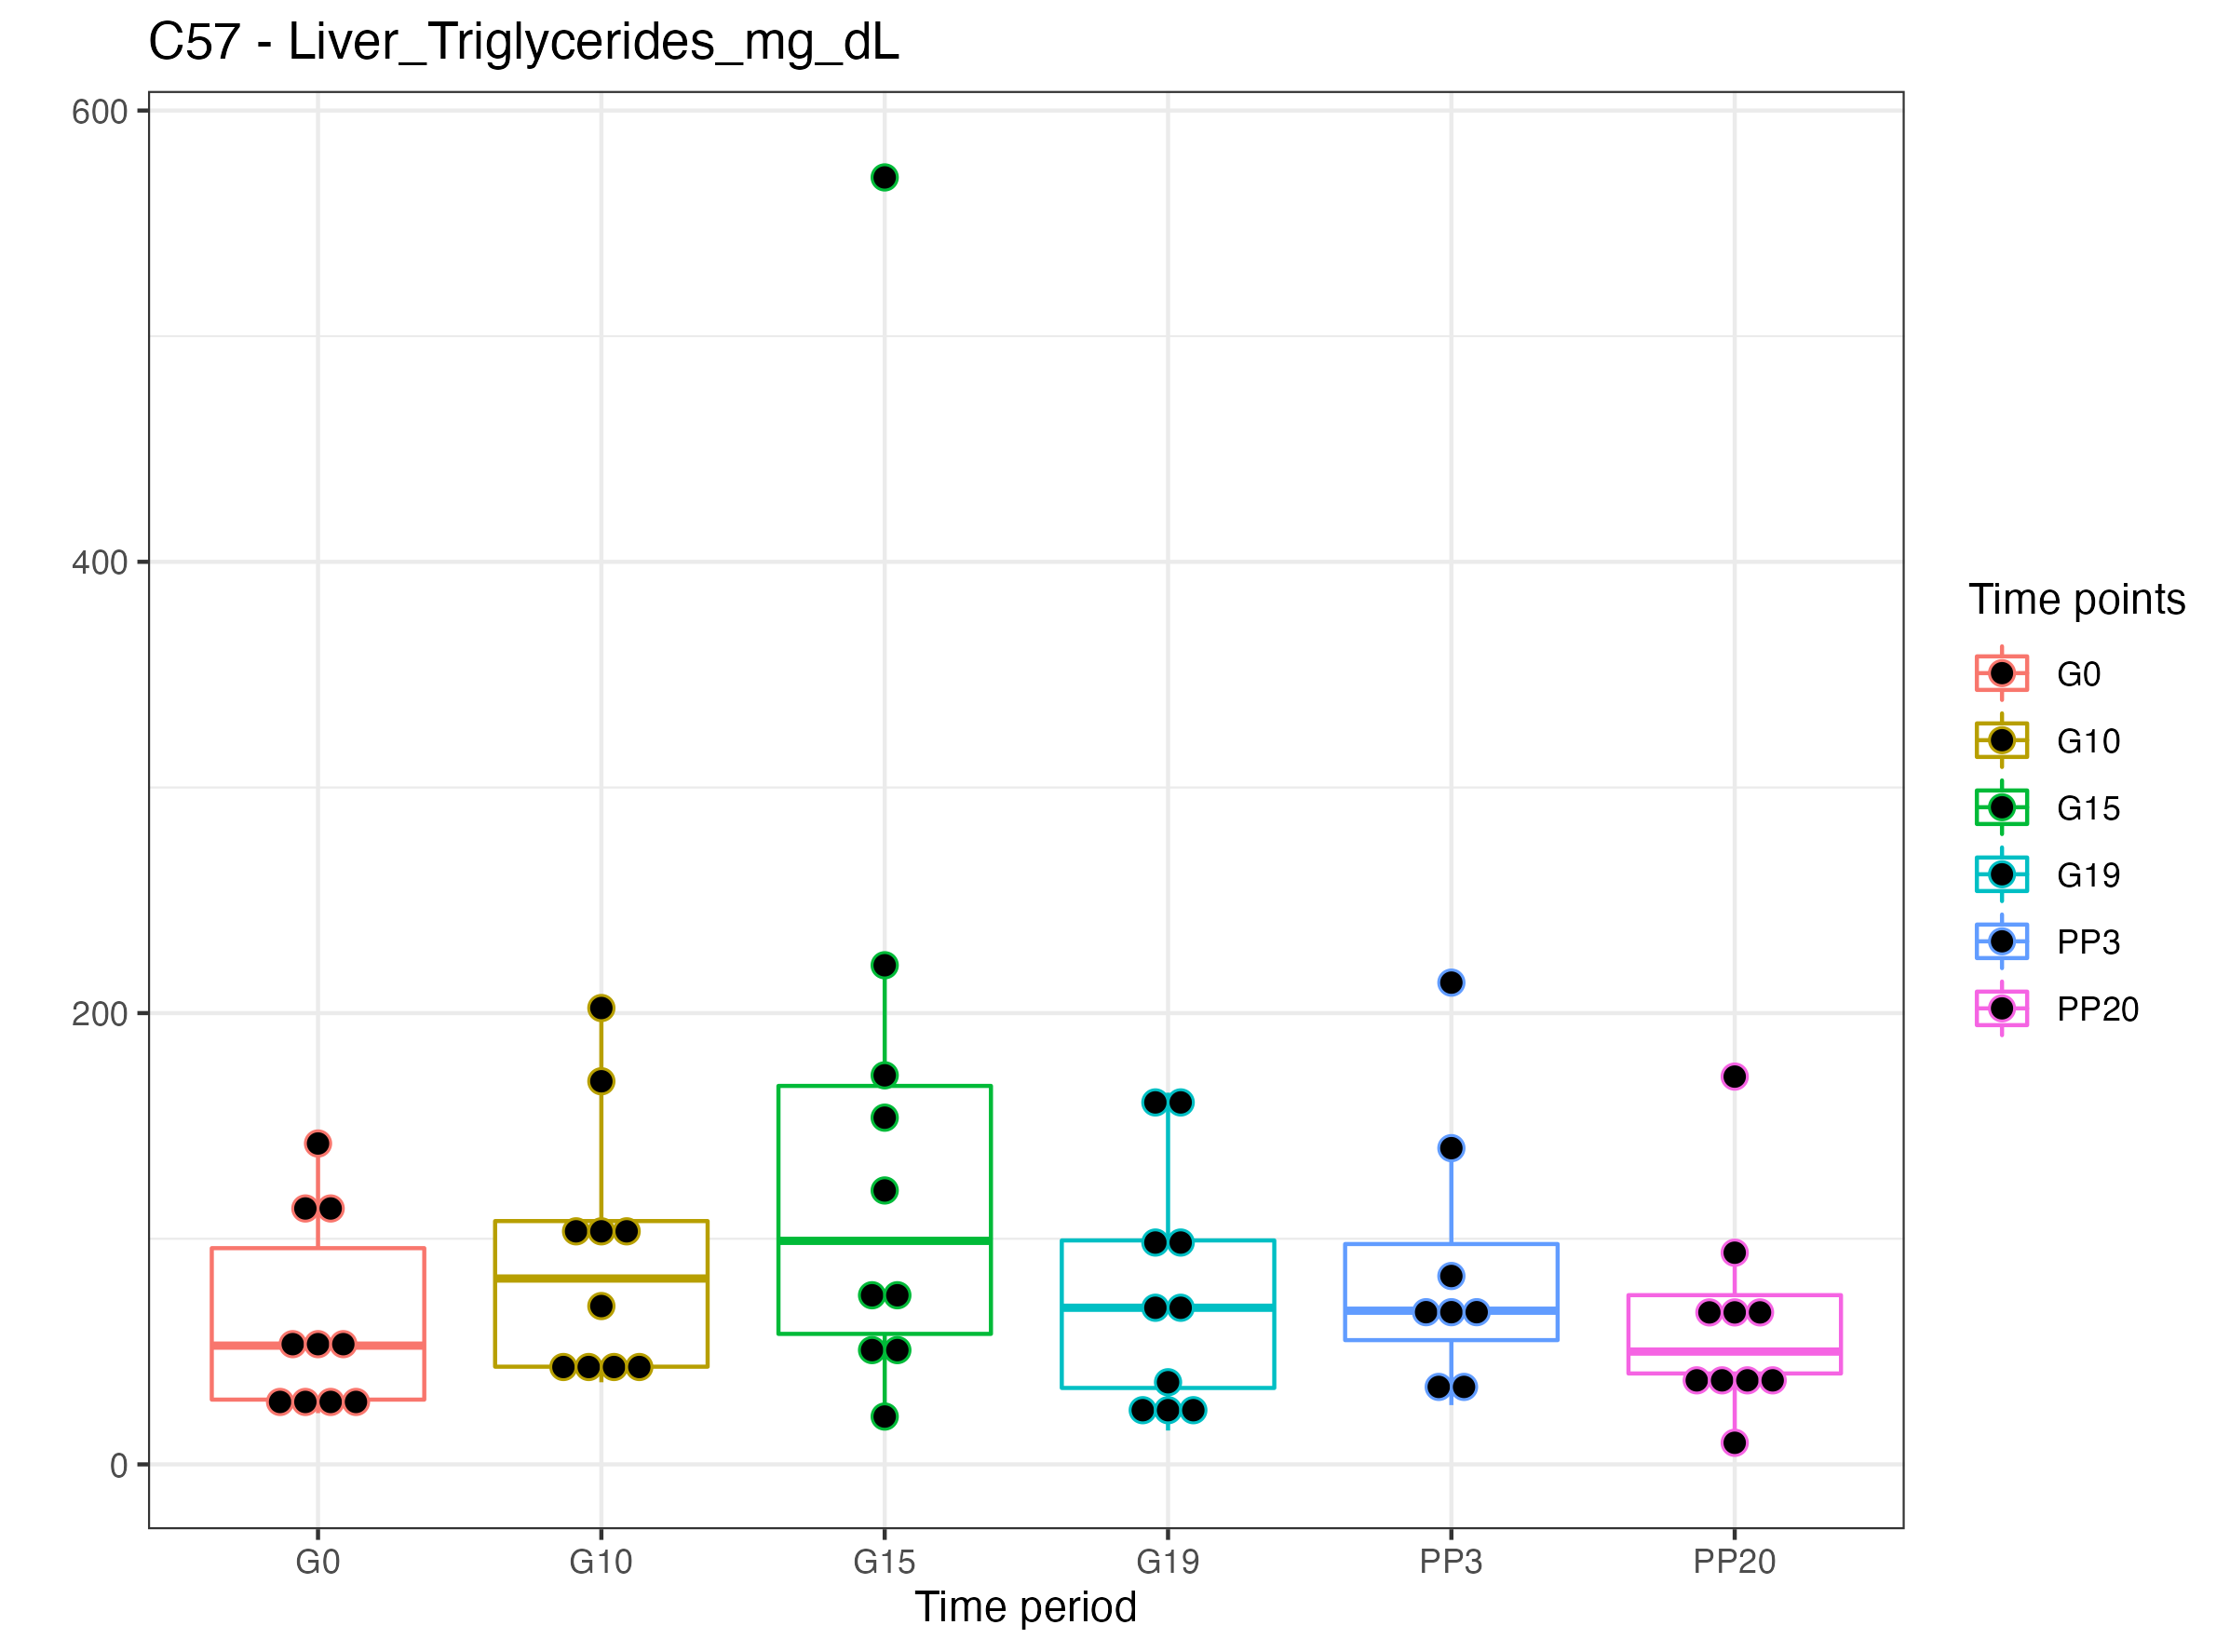 C57 - Liver_Triglycerides_mg_dL
600
400
200
0
G0
G10
G15
G19
PP3
PP20
Time period
Time points
G0
G10
G15
G19
PP3
PP20